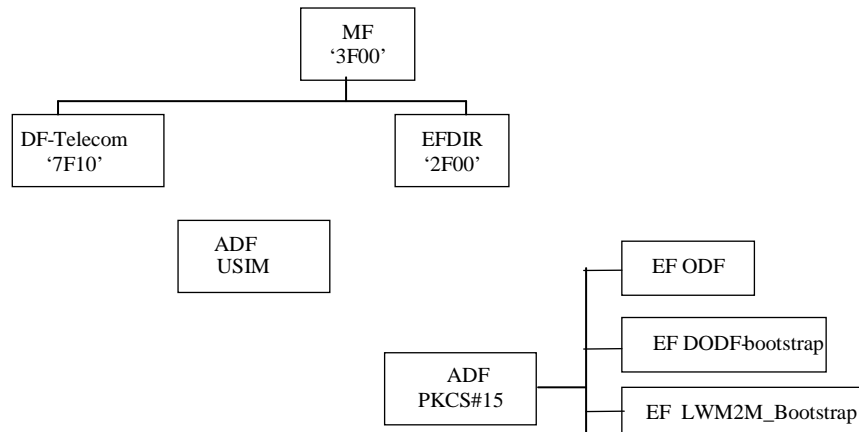 MF
‘3F00’
DF-Telecom
‘7F10’
EFDIR
‘2F00’
ADF
USIM
EF ODF
EF DODF-bootstrap
ADF
PKCS#15
EF LWM2M_Bootstrap